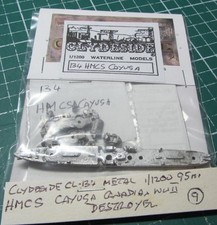 CLYDESIDE
1/1200 WATERLINE MODELS
134 HMCS CAYUGA
134
HMCS CAYUGA
CLYDESIDE CL-134 METAL 1/1200 95mm
HMCS CAYUGA CANADIAN WWII
DESTROYER
9